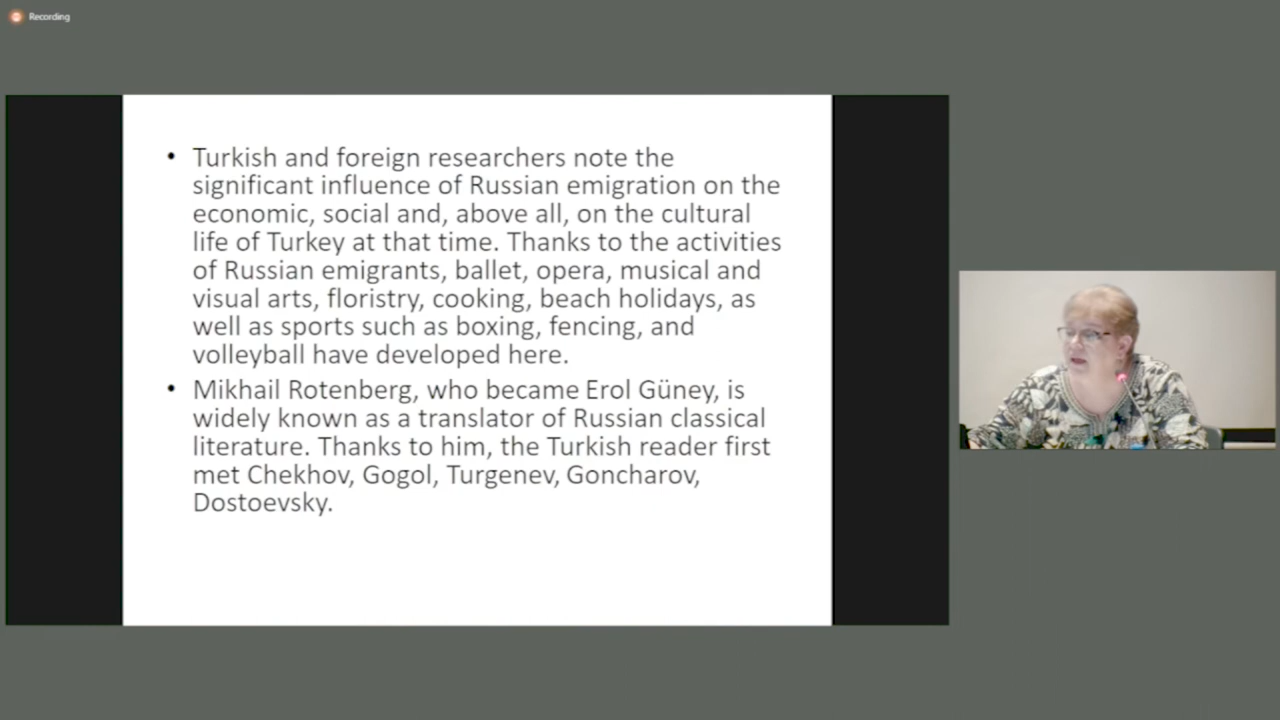 Recording
• Turkish and foreign researchers note the
significant influence of Russian emigration on the
economic, social and, above all, on the cultural
life of Turkey at that time. Thanks to the activities
of Russian emigrants, ballet, opera, musical and
visual arts, floristry, cooking, beach holidays, as
well as sports such as boxing, fencing, and
volleyball have developed here.
• Mikhail Rotenberg, who became Erol Güney, is
widely known as a translator of Russian classical
literature. Thanks to him, the Turkish reader first
met Chekhov, Gogol, Turgenev, Goncharov,
Dostoevsky.